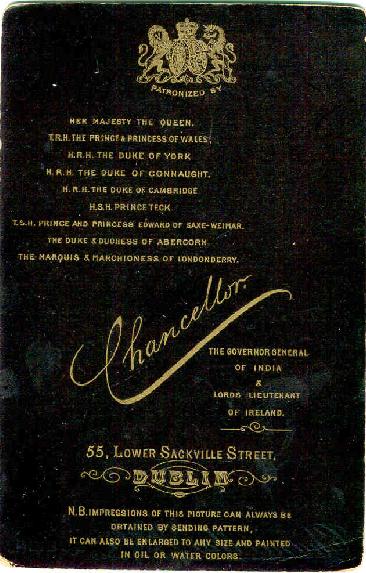 PATRONIZED BY
HER MAJESTY THE QUEEN.
T.R.H. THE PRINCE & PRINCESS OF WALES.
H.R.H. THE DUKE OF YORK
H.R.H. THE DUKE OF CONNAUGHT.
H.R.H. THE DUKE OF CAMBRIDGE
H.S.H. PRINCE TECK
T.S.H. PRINCE AND PRINCESS EDWARD OF SAXE-WEIMAR.
THE DUKE & DUCHESS OF ABERCORN
THE MARQUIS & MARCHIONESS OF LONDONDERRY.
Chancellor.
THE GOVERNOR GENERAL
OF INDIA
&
LORDS LIEUTENANT
OF IRELAND.
55, LOWER SACKVILLE STREET,
DUBLIN
N.B. IMPRESSIONS OF THIS PICTURE CAN ALWAYS BE
OBTAINED BY SENDING PATTERN,
IT CAN ALSO BE ENLARGED TO ANY SIZE AND PAINTED
IN OIL OR WATER COLORS.